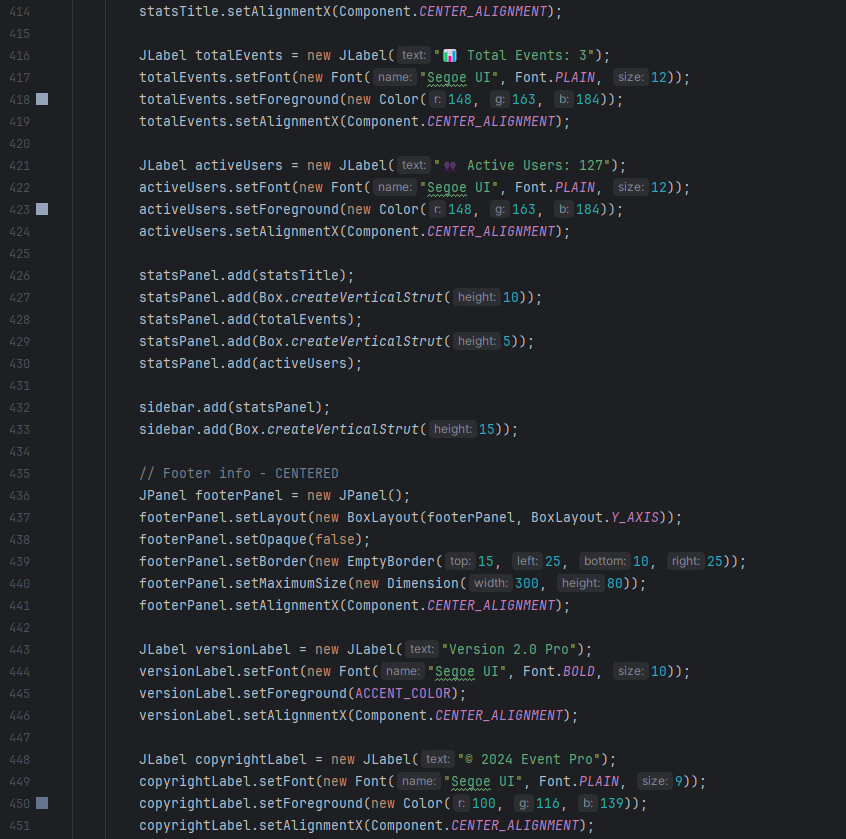 414 statsTitle.setAlignmentX(Component.CENTER_ALIGNMENT);
415
416 JLabel totalEvents = new JLabel( text: "📊 Total Events: 3");
417 totalEvents.setFont(new Font( name: "Segoe UI", Font.PLAIN, size: 12));
418 totalEvents.setForeground(new Color( r: 148, g: 163, b: 184));
419 totalEvents.setAlignmentX(Component.CENTER_ALIGNMENT);
420
421 JLabel activeUsers = new JLabel( text: "👥 Active Users: 127");
422 activeUsers.setFont(new Font( name: "Segoe UI", Font.PLAIN, size: 12));
423 activeUsers.setForeground(new Color( r: 148, g: 163, b: 184));
424 activeUsers.setAlignmentX(Component.CENTER_ALIGNMENT);
425
426 statsPanel.add(statsTitle);
427 statsPanel.add(Box.createVerticalStrut( height: 10));
428 statsPanel.add(totalEvents);
429 statsPanel.add(Box.createVerticalStrut( height: 5));
430 statsPanel.add(activeUsers);
431
432 sidebar.add(statsPanel);
433 sidebar.add(Box.createVerticalStrut( height: 15));
434
435 // Footer info - CENTERED
436 JPanel footerPanel = new JPanel();
437 footerPanel.setLayout(new BoxLayout(footerPanel, BoxLayout.Y_AXIS));
438 footerPanel.setOpaque(false);
439 footerPanel.setBorder(new EmptyBorder( top: 15, left: 25, bottom: 10, right: 25));
440 footerPanel.setMaximumSize(new Dimension( width: 300, height: 80));
441 footerPanel.setAlignmentX(Component.CENTER_ALIGNMENT);
442
443 JLabel versionLabel = new JLabel( text: "Version 2.0 Pro");
444 versionLabel.setFont(new Font( name: "Segoe UI", Font.BOLD, size: 10));
445 versionLabel.setForeground(ACCENT_COLOR);
446 versionLabel.setAlignmentX(Component.CENTER_ALIGNMENT);
447
448 JLabel copyrightLabel = new JLabel( text: "© 2024 Event Pro");
449 copyrightLabel.setFont(new Font( name: "Segoe UI", Font.PLAIN, size: 9));
450 copyrightLabel.setForeground(new Color( r: 100, g: 116, b: 139));
451 copyrightLabel.setAlignmentX(Component.CENTER_ALIGNMENT);